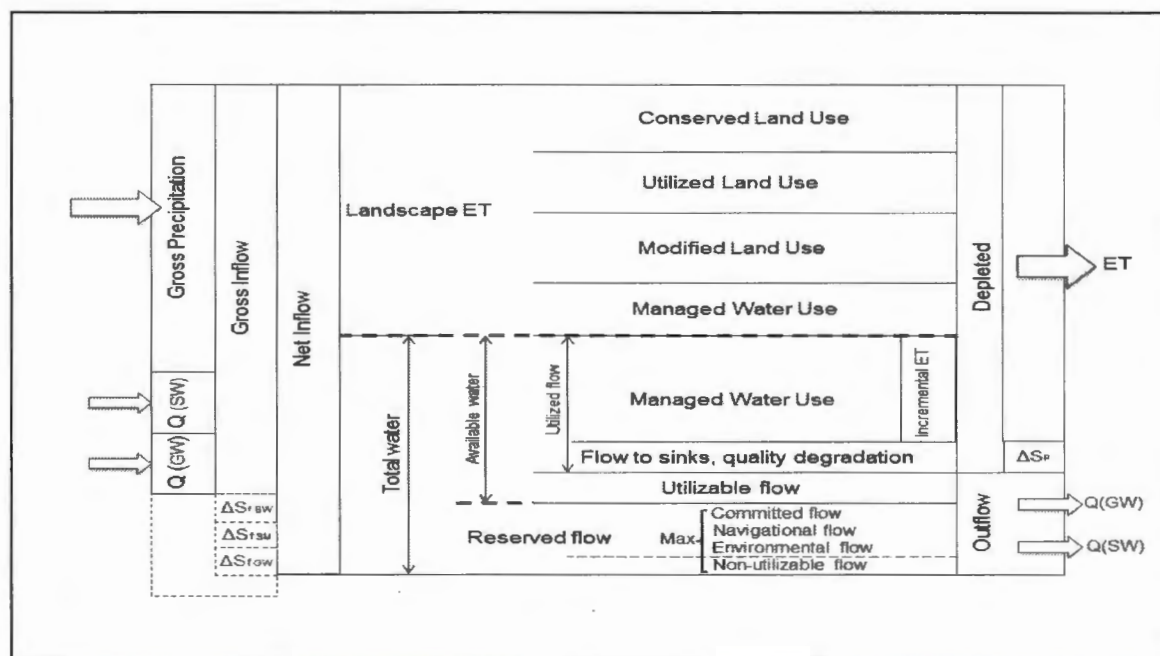 Gross Precipitation
Q (SW)
Q (GW)
Gross Inflow
ΔSfSW
ΔSfSM
ΔSfGW
Net Inflow
Landscape ET
Conserved Land Use
Utilized Land Use
Modified Land Use
Managed Water Use
Total water
Available water
Utilized flow
Managed Water Use
Incremental ET
Flow to sinks, quality degradation
Utilizable flow
Reserved flow
Max
Committed flow
Navigational flow
Environmental flow
Non-utilizable flow
Depleted
Outflow
ΔSp
ET
Q(GW)
Q(SW)